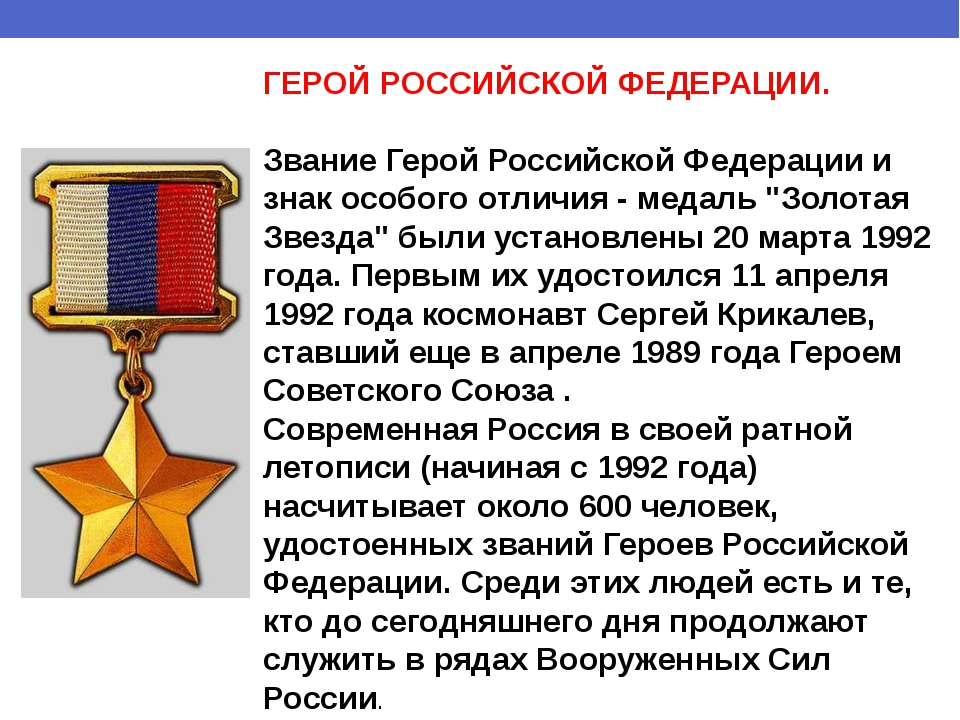 ГЕРОЙ РОССИЙСКОЙ ФЕДЕРАЦИИ.
Звание Герой Российской Федерации и
знак особого отличия - медаль "Золотая
Звезда" были установлены 20 марта 1992
года. Первым их удостоился 11 апреля
1992 года космонавт Сергей Крикалев,
ставший еще в апреле 1989 года Героем
Советского Союза .
Современная Россия в своей ратной
летописи (начиная с 1992 года)
насчитывает около 600 человек,
удостоенных званий Героев Российской
Федерации. Среди этих людей есть и те,
кто до сегодняшнего дня продолжают
служить в рядах Вооруженных Сил
России.